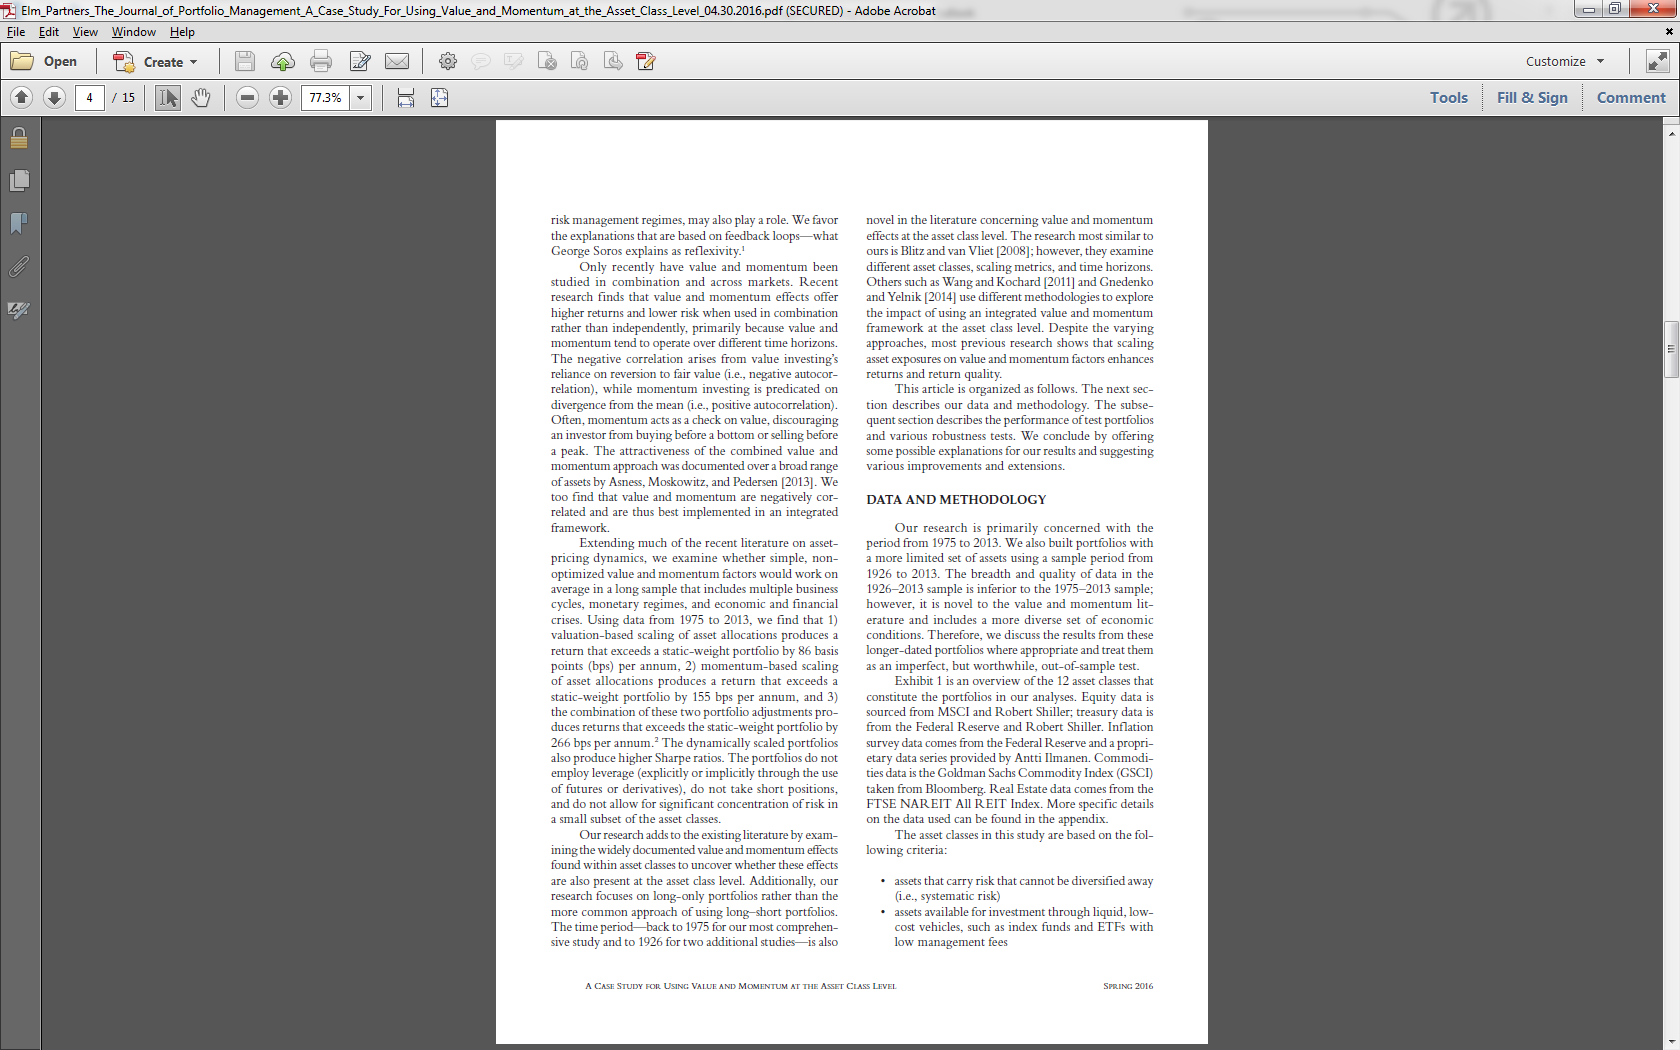 Elm_Partners_The_Journal_of_Portfolio_Management_A_Case_Study_For_Using_Value_and_Momentum_at_the_Asset_Class_Level_04.30.2016.pdf (SECURED) - Adobe Acrobat
File Edit View Window Help
Open Create Customize
4 / 15 77.3% Tools Fill & Sign Comment
risk management regimes, may also play a role. We favor
the explanations that are based on feedback loops—what
George Soros explains as reflexivity.¹
Only recently have value and momentum been
studied in combination and across markets. Recent
research finds that value and momentum effects offer
higher returns and lower risk when used in combination
rather than independently, primarily because value and
momentum tend to operate over different time horizons.
The negative correlation arises from value investing's
reliance on reversion to fair value (i.e., negative autocor-
relation), while momentum investing is predicated on
divergence from the mean (i.e., positive autocorrelation).
Often, momentum acts as a check on value, discouraging
an investor from buying before a bottom or selling before
a peak. The attractiveness of the combined value and
momentum approach was documented over a broad range
of assets by Asness, Moskowitz, and Pedersen [2013]. We
too find that value and momentum are negatively cor-
related and are thus best implemented in an integrated
framework.
Extending much of the recent literature on asset-
pricing dynamics, we examine whether simple, non-
optimized value and momentum factors would work on
average in a long sample that includes multiple business
cycles, monetary regimes, and economic and financial
crises. Using data from 1975 to 2013, we find that 1)
valuation-based scaling of asset allocations produces a
return that exceeds a static-weight portfolio by 86 basis
points (bps) per annum, 2) momentum-based scaling
of asset allocations produces a return that exceeds a
static-weight portfolio by 155 bps per annum, and 3)
the combination of these two portfolio adjustments pro-
duces returns that exceeds the static-weight portfolio by
266 bps per annum.² The dynamically scaled portfolios
also produce higher Sharpe ratios. The portfolios do not
employ leverage (explicitly or implicitly through the use
of futures or derivatives), do not take short positions,
and do not allow for significant concentration of risk in
a small subset of the asset classes.
Our research adds to the existing literature by exam-
ining the widely documented value and momentum effects
found within asset classes to uncover whether these effects
are also present at the asset class level. Additionally, our
research focuses on long-only portfolios rather than the
more common approach of using long–short portfolios.
The time period—back to 1975 for our most comprehen-
sive study and to 1926 for two additional studies—is also
novel in the literature concerning value and momentum
effects at the asset class level. The research most similar to
ours is Blitz and van Vliet [2008]; however, they examine
different asset classes, scaling metrics, and time horizons.
Others such as Wang and Kochard [2011] and Gnedenko
and Yelnik [2014] use different methodologies to explore
the impact of using an integrated value and momentum
framework at the asset class level. Despite the varying
approaches, most previous research shows that scaling
asset exposures on value and momentum factors enhances
returns and return quality.
This article is organized as follows. The next sec-
tion describes our data and methodology. The subse-
quent section describes the performance of test portfolios
and various robustness tests. We conclude by offering
some possible explanations for our results and suggesting
various improvements and extensions.
DATA AND METHODOLOGY
Our research is primarily concerned with the
period from 1975 to 2013. We also built portfolios with
a more limited set of assets using a sample period from
1926 to 2013. The breadth and quality of data in the
1926–2013 sample is inferior to the 1975–2013 sample;
however, it is novel to the value and momentum lit-
erature and includes a more diverse set of economic
conditions. Therefore, we discuss the results from these
longer-dated portfolios where appropriate and treat them
as an imperfect, but worthwhile, out-of-sample test.
Exhibit 1 is an overview of the 12 asset classes that
constitute the portfolios in our analyses. Equity data is
sourced from MSCI and Robert Shiller; treasury data is
from the Federal Reserve and Robert Shiller. Inflation
survey data comes from the Federal Reserve and a propri-
etary data series provided by Antti Ilmanen. Commodi-
ties data is the Goldman Sachs Commodity Index (GSCI)
taken from Bloomberg. Real Estate data comes from the
FTSE NAREIT All REIT Index. More specific details
on the data used can be found in the appendix.
The asset classes in this study are based on the fol-
lowing criteria:
• assets that carry risk that cannot be diversified away
(i.e., systematic risk)
• assets available for investment through liquid, low-
cost vehicles, such as index funds and ETFs with
low management fees
A Case Study for Using Value and Momentum at the Asset Class Level Spring 2016